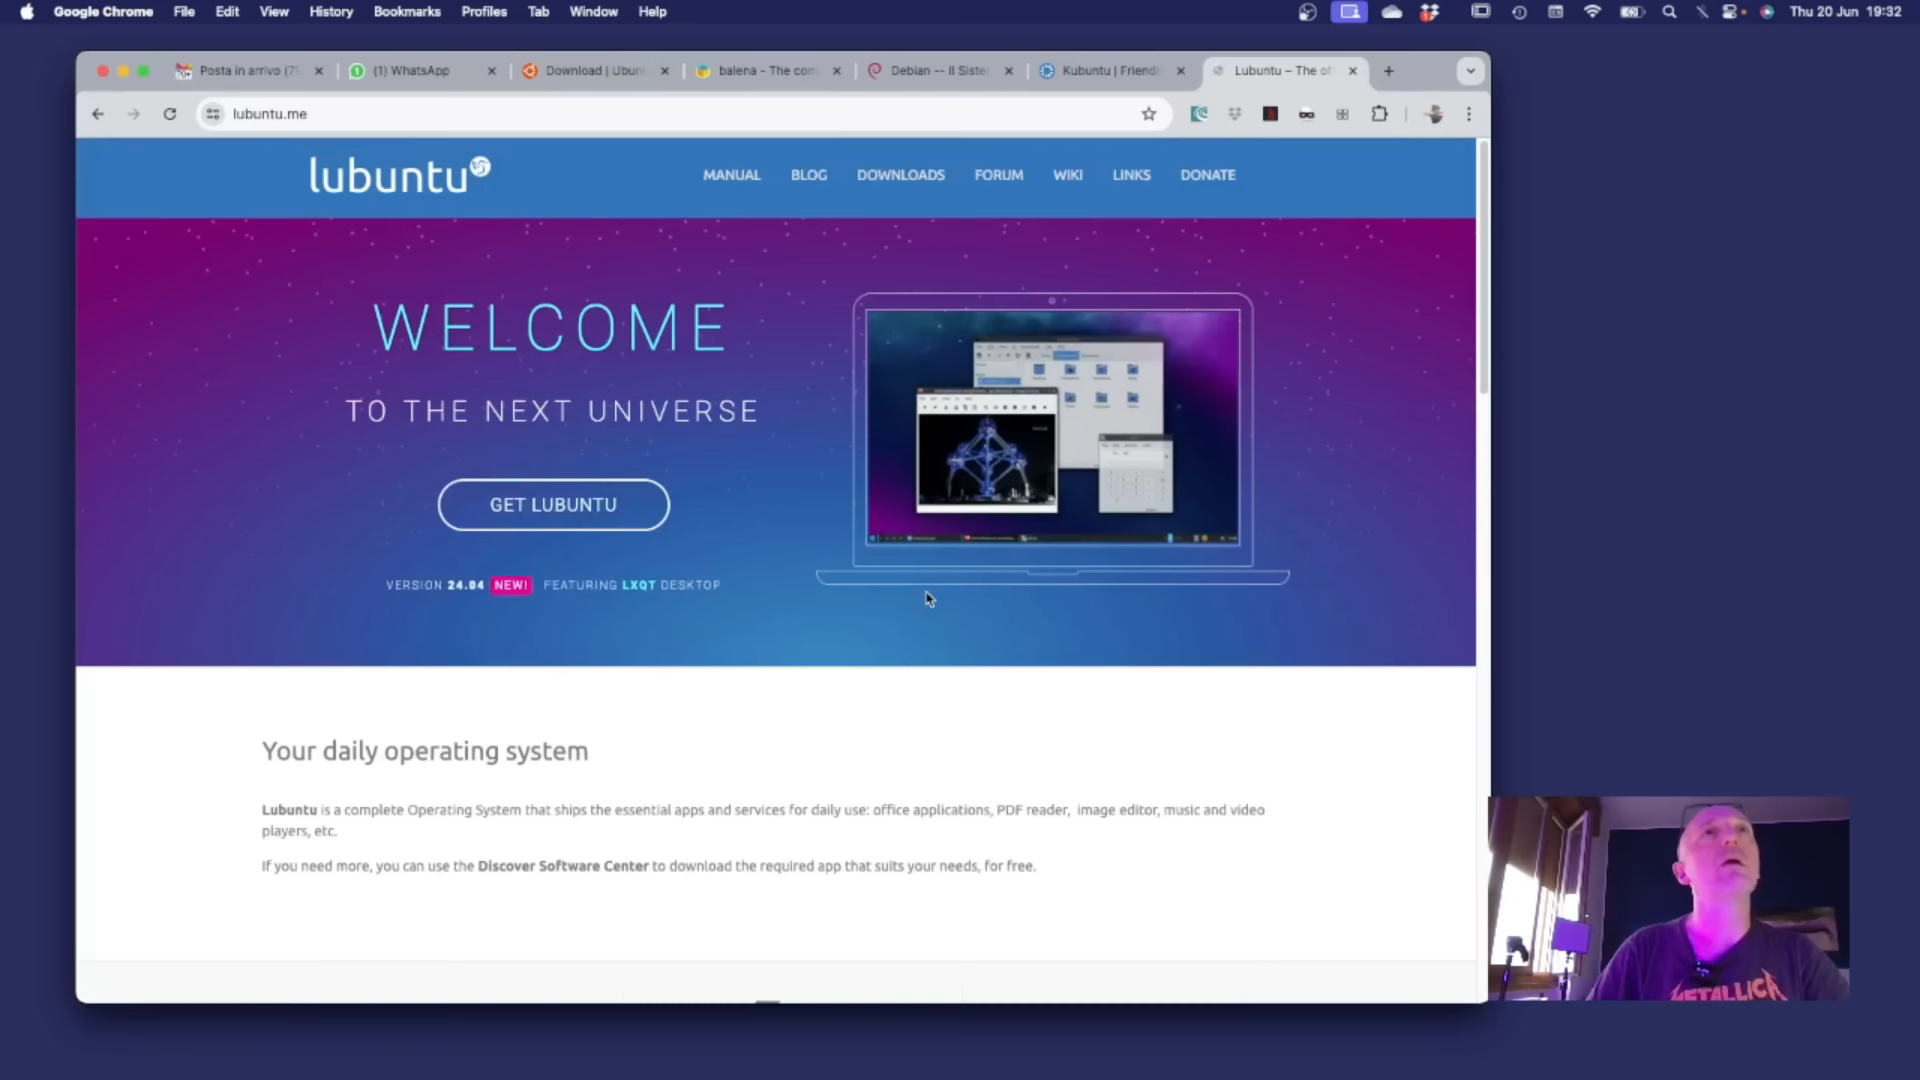 Google Chrome File Edit View History Bookmarks Profiles Tab Window Help Thu 20 Jun 19:32
Posta in arrivo (1) WhatsApp Download | Ubun balena - The com Debian -- Il Siste Kubuntu | Friend Lubuntu – The of
lubuntu.me
lubuntu MANUAL BLOG DOWNLOADS FORUM WIKI LINKS DONATE
WELCOME
TO THE NEXT UNIVERSE
GET LUBUNTU
VERSION 24.04 NEW! FEATURING LXQT DESKTOP
Your daily operating system
Lubuntu is a complete Operating System that ships the essential apps and services for daily use: office applications, PDF reader, image editor, music and video
players, etc.
If you need more, you can use the Discover Software Center to download the required app that suits your needs, for free.
METALLICA